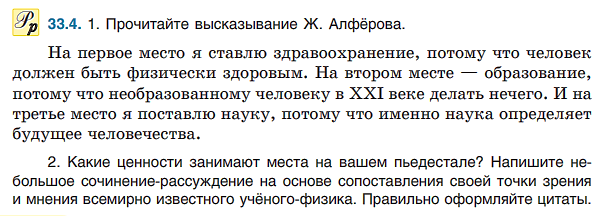 Рр 33.4. 1. Прочитайте высказывание Ж. Алфёрова.
На первое место я ставлю здравоохранение, потому что человек
должен быть физически здоровым. На втором месте — образование,
потому что необразованному человеку в XXI веке делать нечего. И на
третье место я поставлю науку, потому что именно наука определяет
будущее человечества.
2. Какие ценности занимают места на вашем пьедестале? Напишите не-
большое сочинение-рассуждение на основе сопоставления своей точки зрения
и мнения всемирно известного учёного-физика. Правильно оформляйте цитаты.